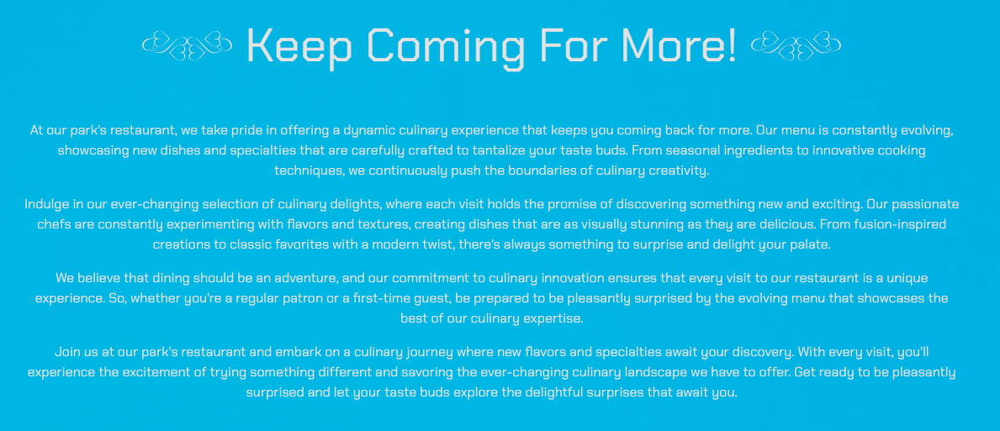 Keep Coming For More!
At our park's restaurant, we take pride in offering a dynamic culinary experience that keeps you coming back for more. Our menu is constantly evolving,
showcasing new dishes and specialties that are carefully crafted to tantalize your taste buds. From seasonal ingredients to innovative cooking
techniques, we continuously push the boundaries of culinary creativity.
Indulge in our ever-changing selection of culinary delights, where each visit holds the promise of discovering something new and exciting. Our passionate
chefs are constantly experimenting with flavors and textures, creating dishes that are as visually stunning as they are delicious. From fusion-inspired
creations to classic favorites with a modern twist, there's always something to surprise and delight your palate.
We believe that dining should be an adventure, and our commitment to culinary innovation ensures that every visit to our restaurant is a unique
experience. So, whether you're a regular patron or a first-time guest, be prepared to be pleasantly surprised by the evolving menu that showcases the
best of our culinary expertise.
Join us at our park's restaurant and embark on a culinary journey where new flavors and specialties await your discovery. With every visit, you'll
experience the excitement of trying something different and savoring the ever-changing culinary landscape we have to offer. Get ready to be pleasantly
surprised and let your taste buds explore the delightful surprises that await you.